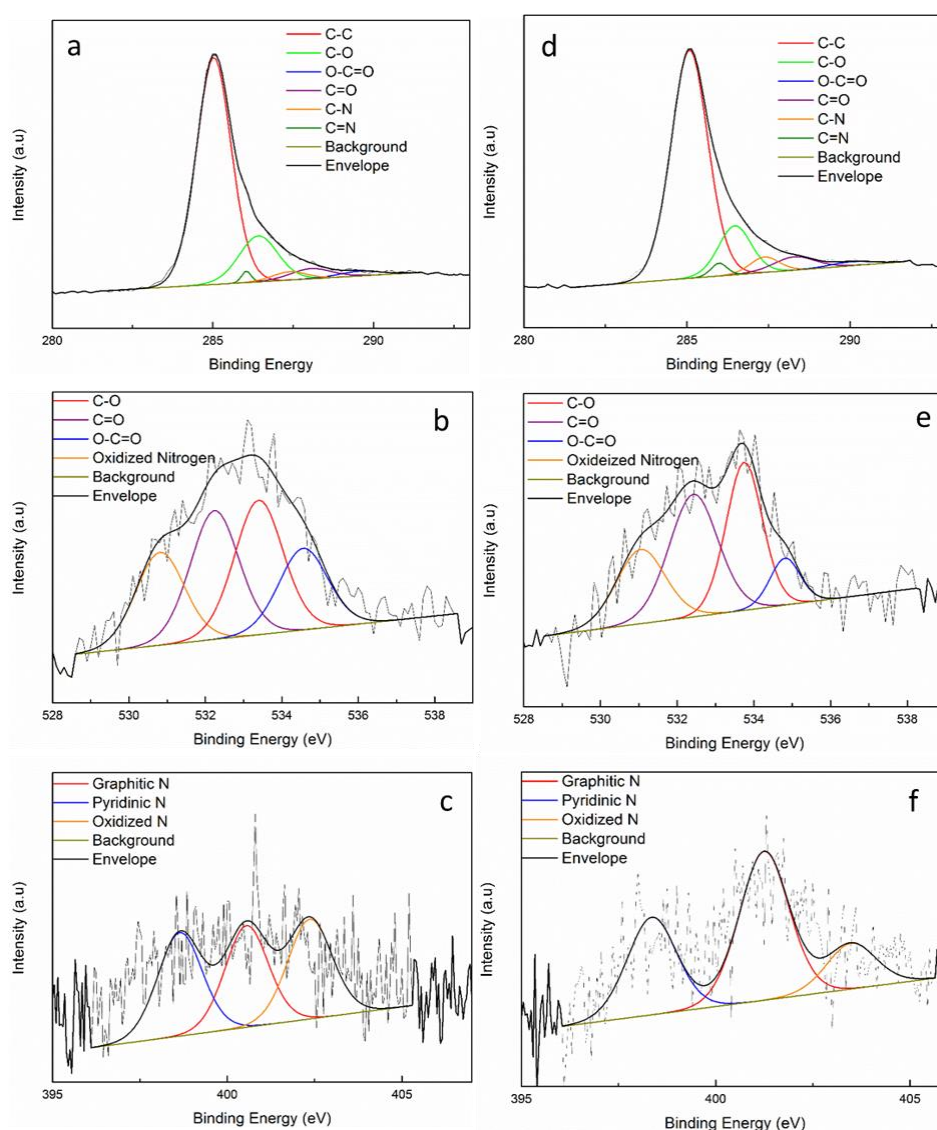 a
C-C
C-O
O-C=O
C=O
C-N
C=N
Background
Envelope
Intensity (a.u)
280
285
290
Binding Energy
d
C-C
C-O
O-C=O
C=O
C-N
C=N
Background
Envelope
Intensity (a.u)
280
285
290
Binding Energy (eV)
b
C-O
C=O
O-C=O
Oxidized Nitrogen
Background
Envelope
Intensity (a.u)
528
530
532
534
536
538
Binding Energy (eV)
e
C-O
C=O
O-C=O
Oxideized Nitrogen
Background
Envelope
Intensity (a.u)
528
530
532
534
536
538
Binding Energy (eV)
c
Graphitic N
Pyridinic N
Oxidized N
Background
Envelope
Intensity (a.u)
395
400
405
Binding Energy (eV)
f
Graphitic N
Pyridinic N
Oxidized N
Background
Envelope
Intensity (a.u)
395
400
405
Binding Energy (eV)